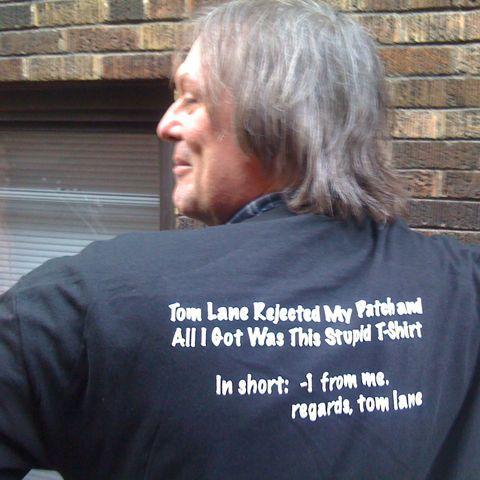 Tom Lane Rejected My Patch and
All I Got Was This Stupid T-Shirt
In short: -1 from me.
regards, tom lane